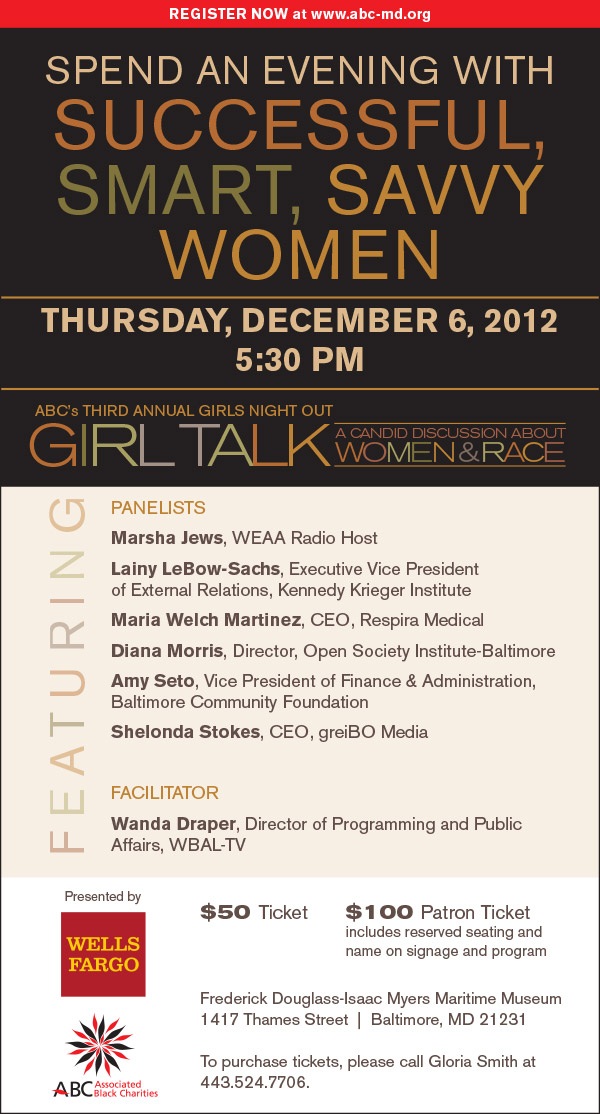 REGISTER NOW at www.abc-md.org
SPEND AN EVENING WITH
SUCCESSFUL,
SMART, SAVVY
WOMEN
THURSDAY, DECEMBER 6, 2012
5:30 PM
ABC's THIRD ANNUAL GIRLS NIGHT OUT
GIRL TALK
A CANDID DISCUSSION ABOUT
WOMEN & RACE
FEATURING
PANELISTS
Marsha Jews, WEAA Radio Host
Lainy LeBow-Sachs, Executive Vice President
of External Relations, Kennedy Krieger Institute
Maria Welch Martinez, CEO, Respira Medical
Diana Morris, Director, Open Society Institute-Baltimore
Amy Seto, Vice President of Finance & Administration,
Baltimore Community Foundation
Shelonda Stokes, CEO, greiBO Media
FACILITATOR
Wanda Draper, Director of Programming and Public
Affairs, WBAL-TV
Presented by
WELLS
FARGO
ABC Associated
Black Charities
$50 Ticket
$100 Patron Ticket
includes reserved seating and
name on signage and program
Frederick Douglass-Isaac Myers Maritime Museum
1417 Thames Street | Baltimore, MD 21231
To purchase tickets, please call Gloria Smith at
443.524.7706.